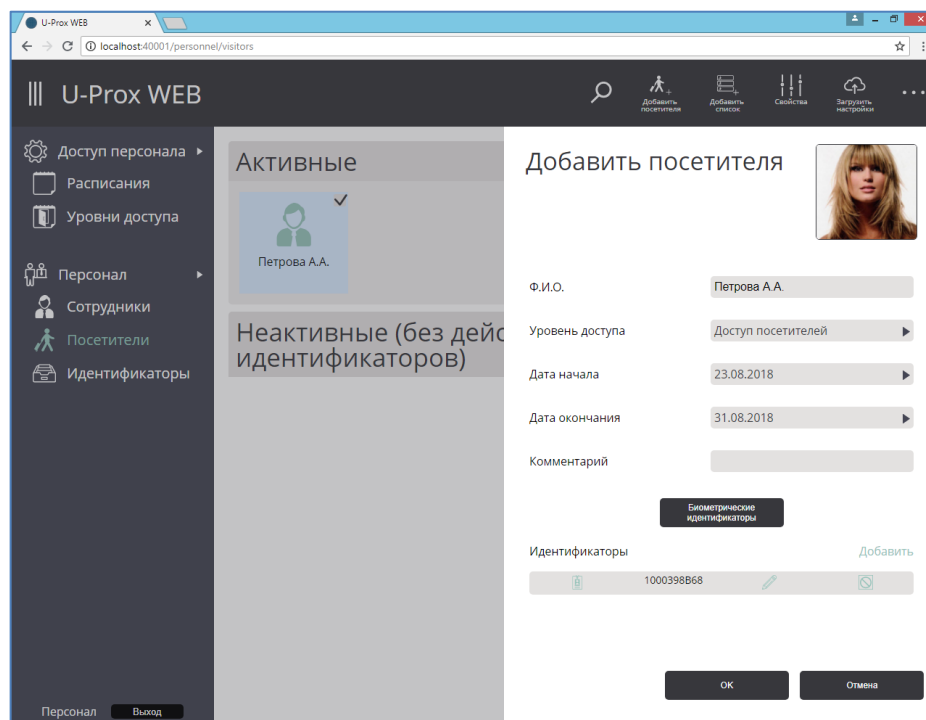 U-Prox WEB
localhost:40001/personnel/visitors
U-Prox WEB
Добавить
посетителя
Добавить
список
Свойства
Загрузить
настройки
Доступ персонала
Расписания
Уровни доступа
Персонал
Сотрудники
Посетители
Идентификаторы
Персонал
Выход
Активные
Петрова А.А.
Неактивные (без дейс
идентификаторов)
Добавить посетителя
Ф.И.О.
Петрова А.А.
Уровень доступа
Доступ посетителей
Дата начала
23.08.2018
Дата окончания
31.08.2018
Комментарий
Биометрические
идентификаторы
Идентификаторы
Добавить
1000398B68
OK
Отмена